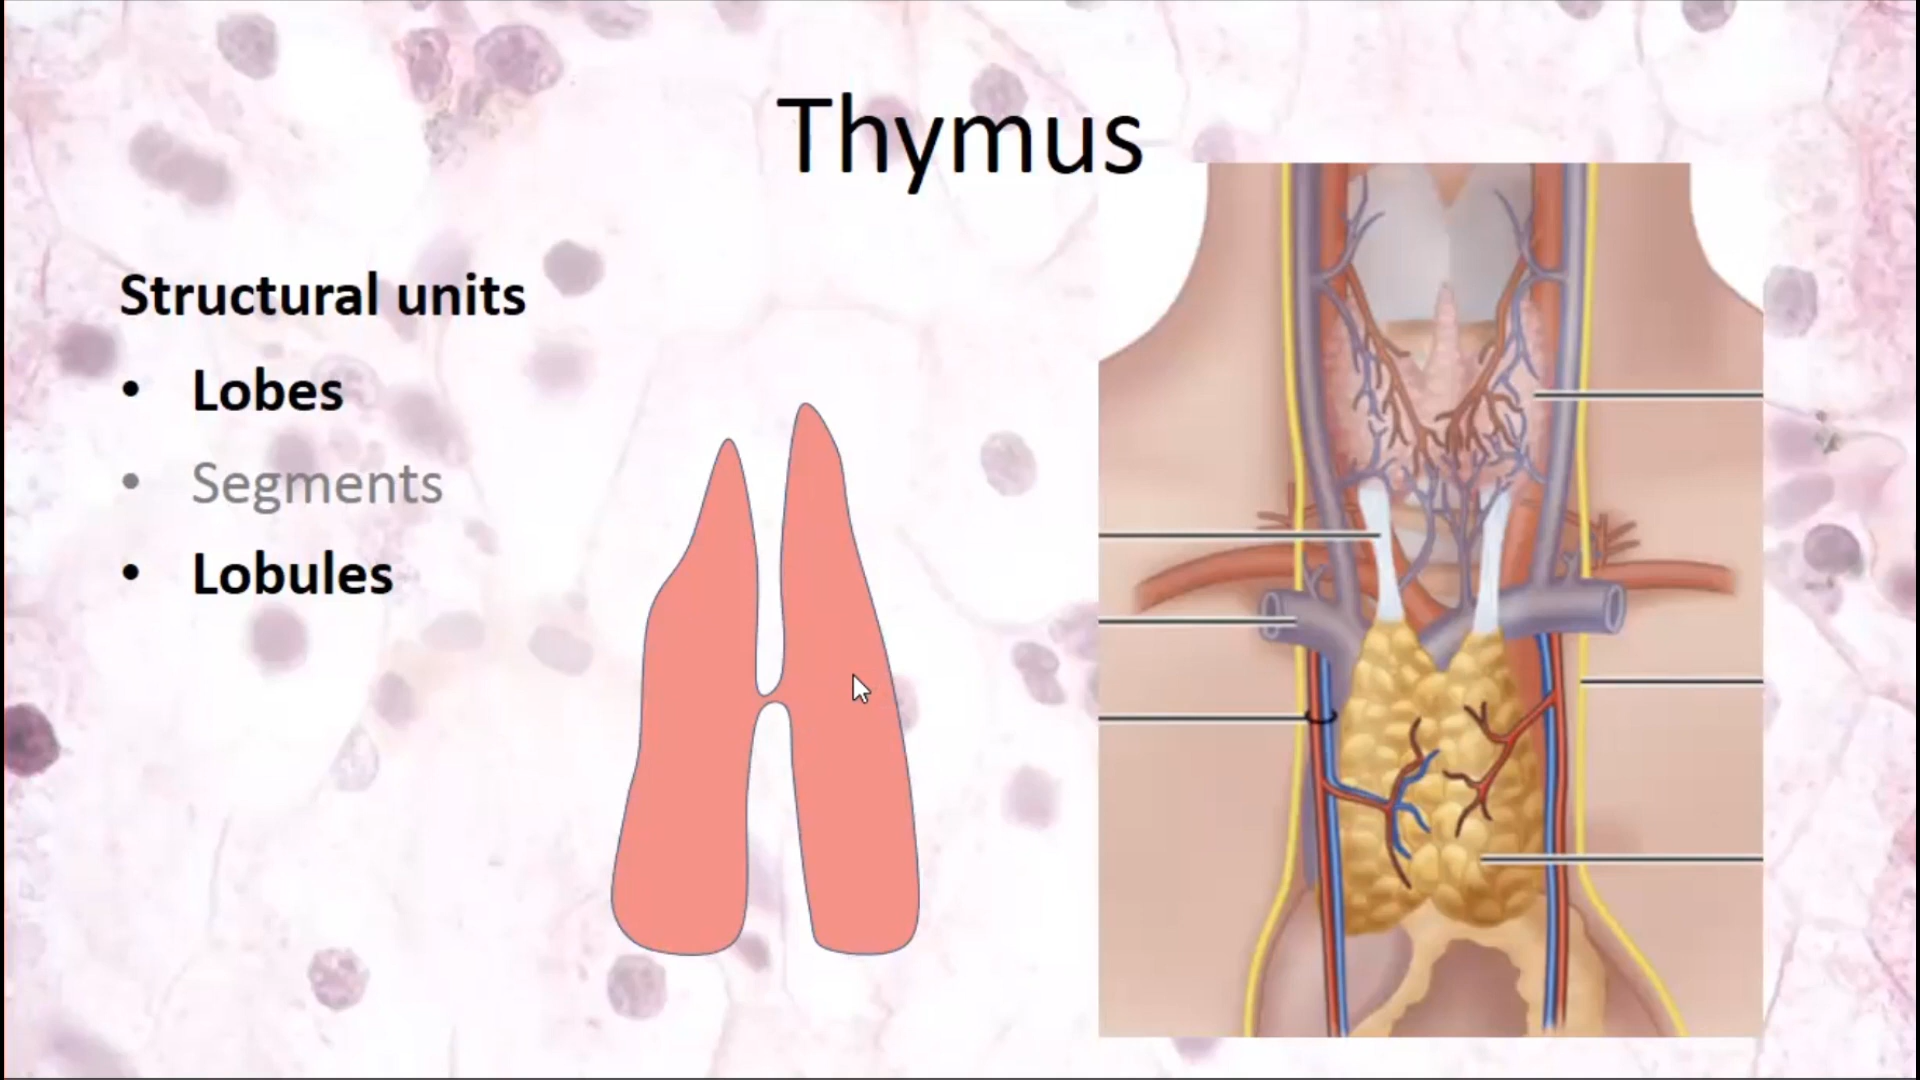 Thymus
Structural units
• Lobes
• Segments
• Lobules